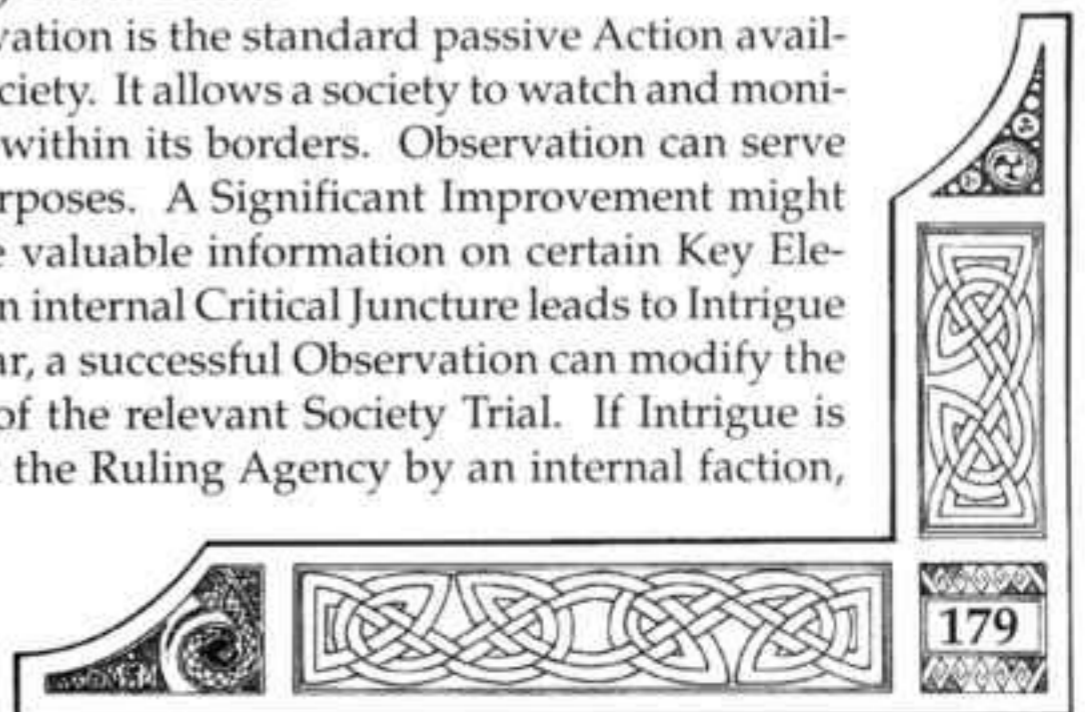 vation is the standard passive Action avail-
ciety. It allows a society to watch and moni-
within its borders. Observation can serve
rposes. A Significant Improvement might
e valuable information on certain Key Ele-
n internal Critical Juncture leads to Intrigue
ar, a successful Observation can modify the
of the relevant Society Trial. If Intrigue is
the Ruling Agency by an internal faction,
179